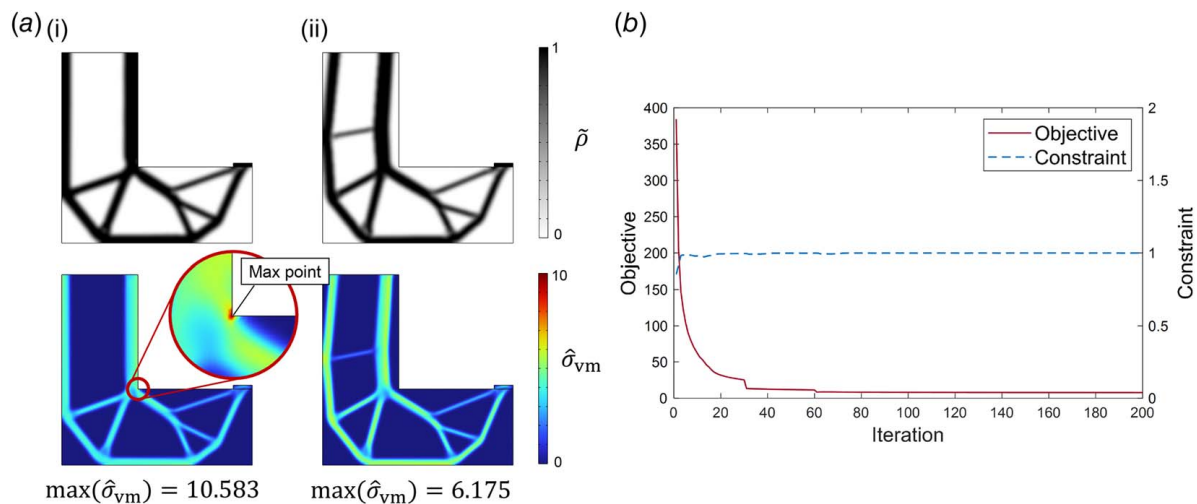 (a) (i) (ii) (b)
1
ρ̃
0
Max point
10
σ̂vm
0
max(σ̂vm) = 10.583 max(σ̂vm) = 6.175
Objective
Constraint
400
350
300
250
200
150
100
50
0
Objective
2
1.5
1
0.5
0
Constraint
0 20 40 60 80 100 120 140 160 180 200
Iteration